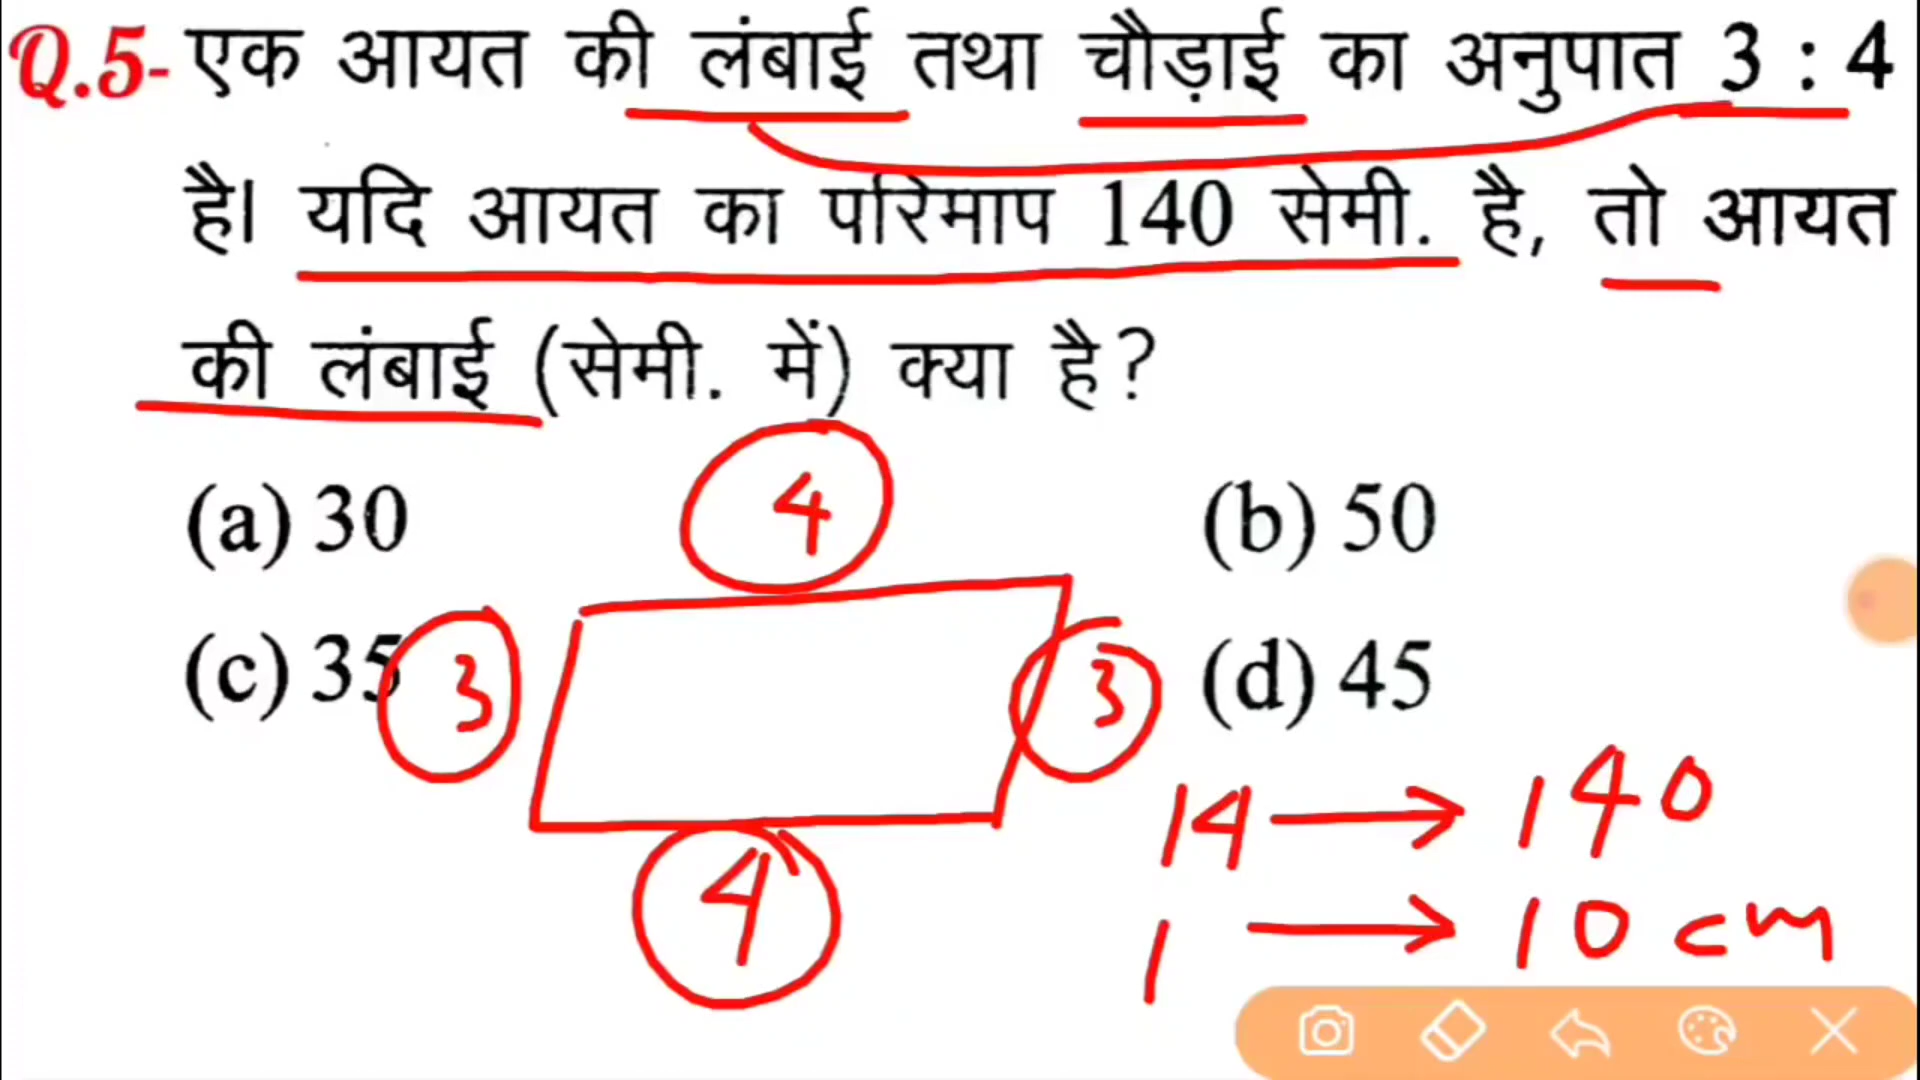 Q.5- एक आयत की लंबाई तथा चौड़ाई का अनुपात 3 : 4
है। यदि आयत का परिमाप 140 सेमी. है, तो आयत
की लंबाई (सेमी. में) क्या है?
4
(a) 30
(b) 50
(c) 35
3
3
(d) 45
14 → 140
4
1 → 10 cm